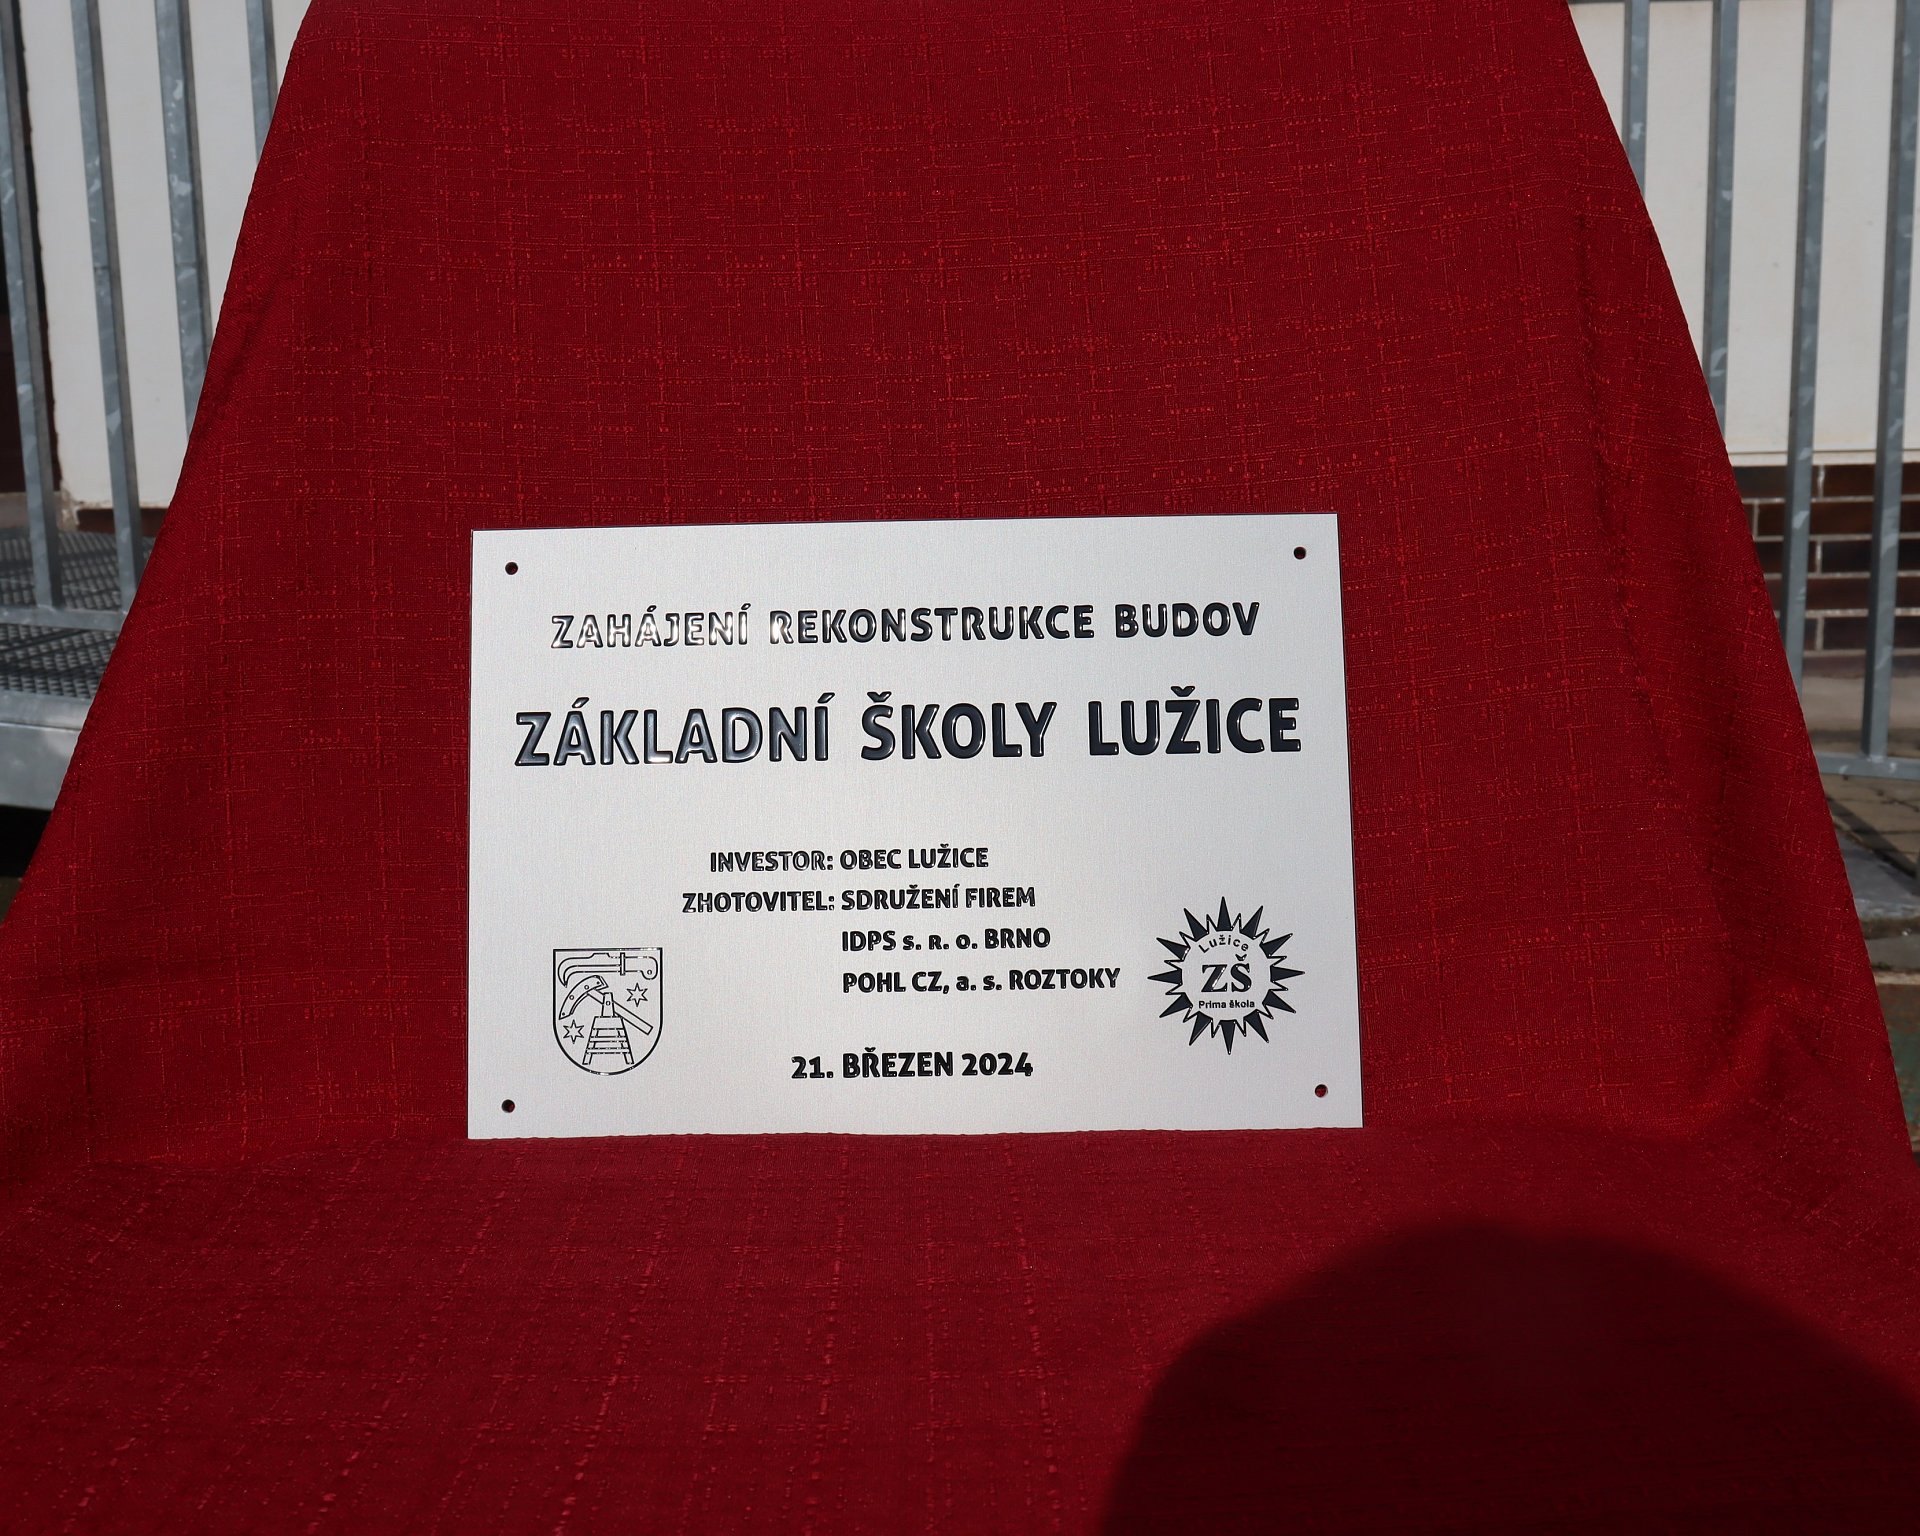 ZAHÁJENÍ REKONSTRUKCE BUDOV
ZÁKLADNÍ ŠKOLY LUŽICE
INVESTOR: OBEC LUŽICE
ZHOTOVITEL: SDRUŽENÍ FIREM
IDPS s. R. o. BRNO
POHL CZ, a. s. ROZTOKY
Lužice
ZŠ
Prima škola
21. BŘEZEN 2024